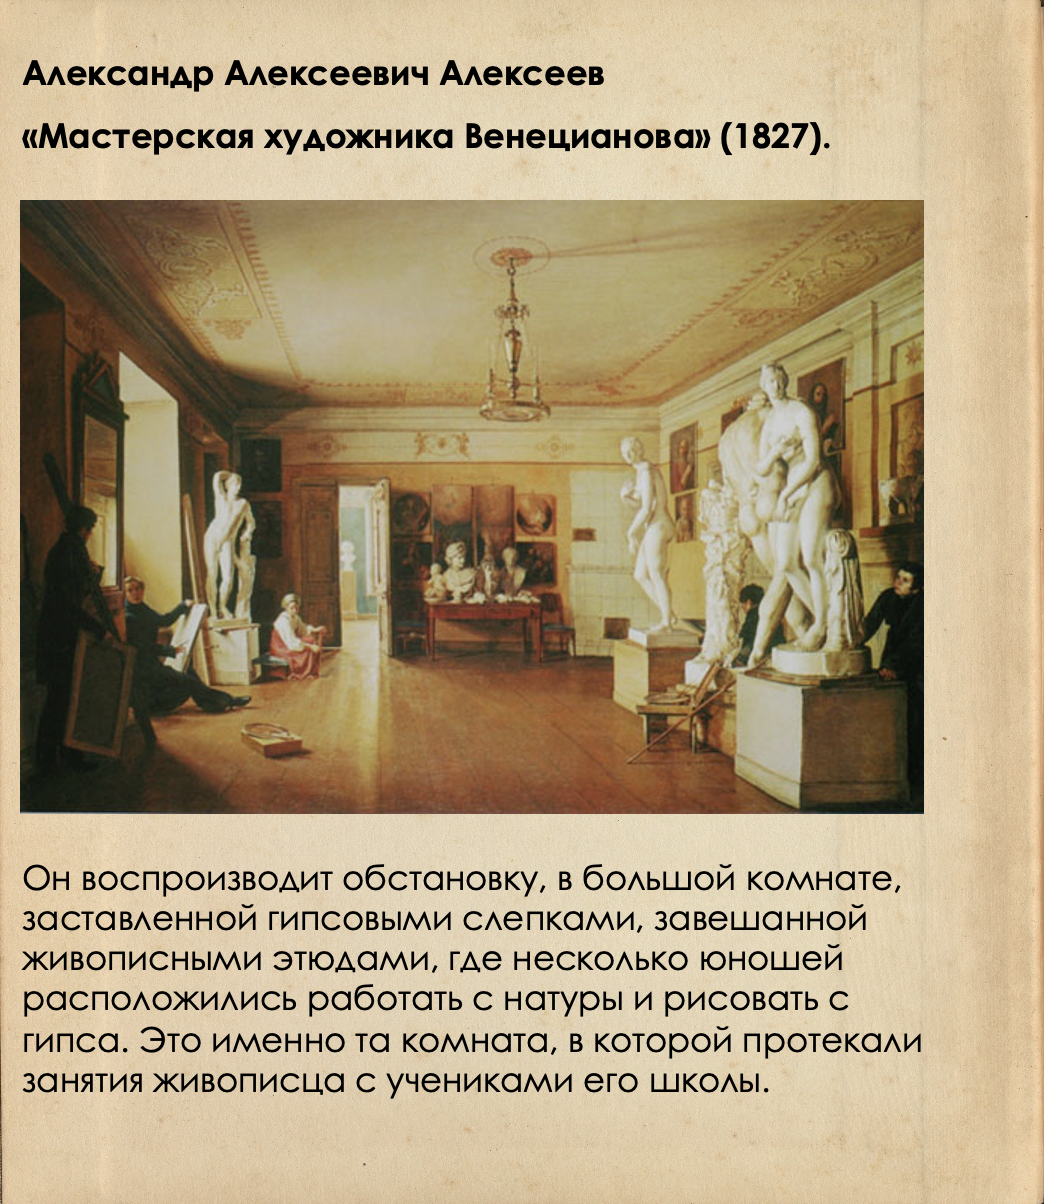 Александр Алексеевич Алексеев
«Мастерская художника Венецианова» (1827).
Он воспроизводит обстановку, в большой комнате,
заставленной гипсовыми слепками, завешанной
живописными этюдами, где несколько юношей
расположились работать с натуры и рисовать с
гипса. Это именно та комната, в которой протекали
занятия живописца с учениками его школы.